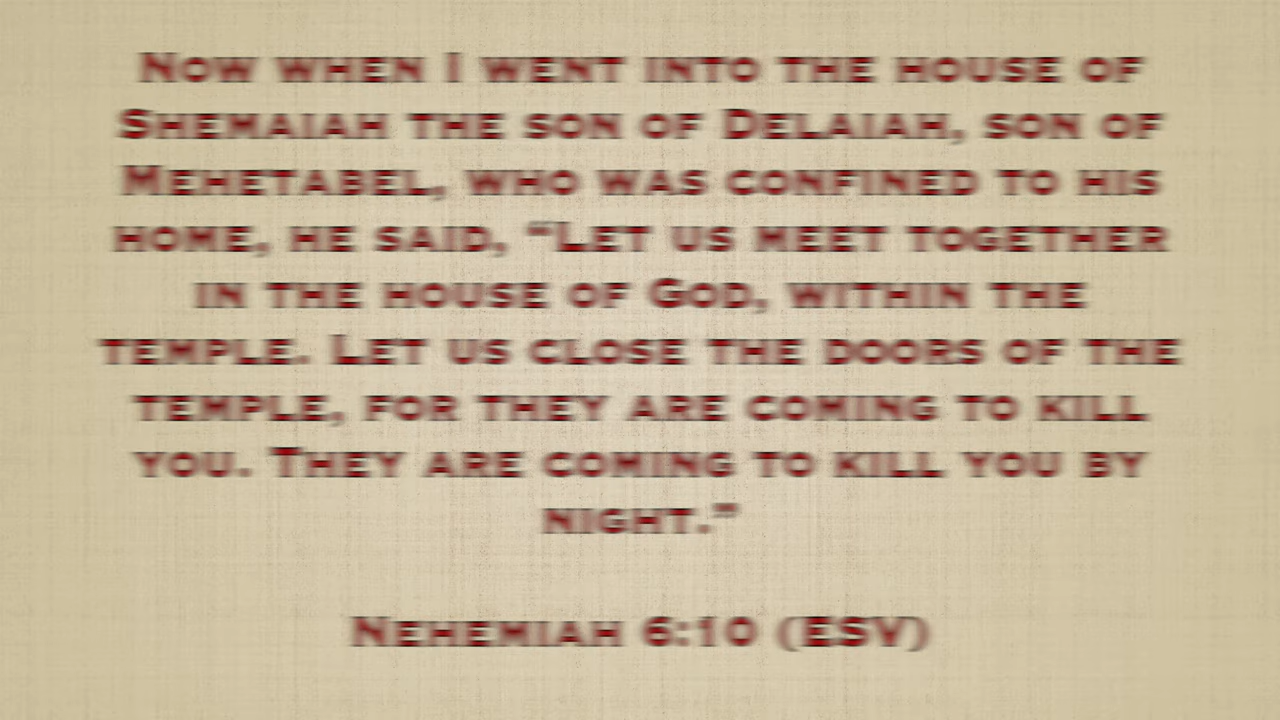 Now when I went into the house of
Shemaiah the son of Delaiah, son of
Mehetabel, who was confined to his
home, he said, “Let us meet together
in the house of God, within the
temple. Let us close the doors of the
temple, for they are coming to kill
you. They are coming to kill you by
night.”
Nehemiah 6:10 (ESV)